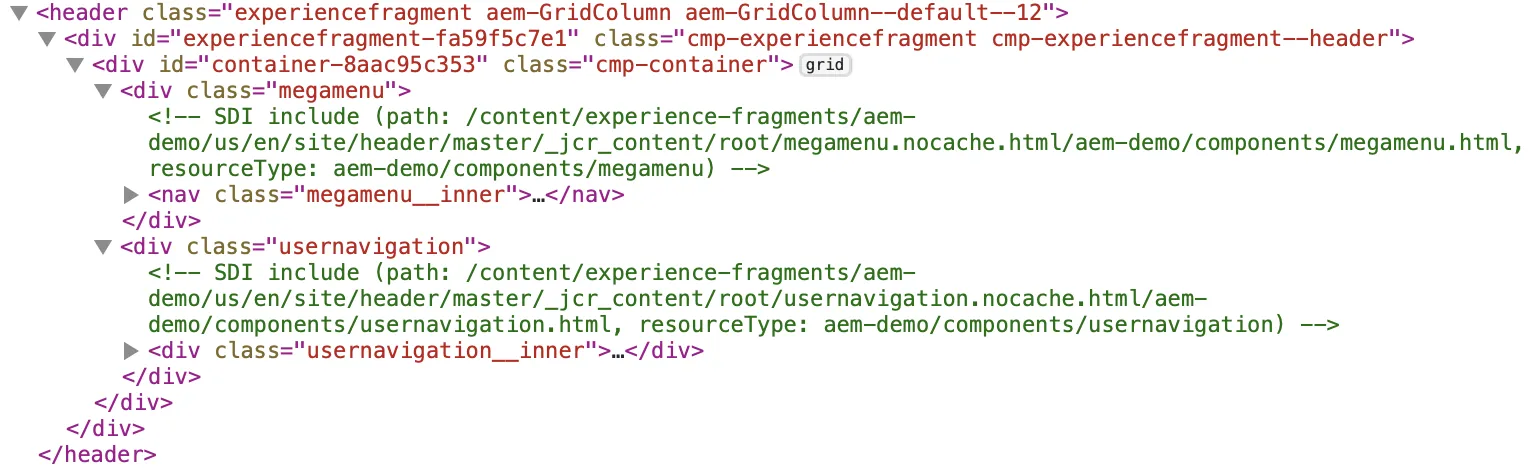 <header class="experiencefragment aem-GridColumn aem-GridColumn--default--12">
<div id="experiencefragment-fa59f5c7e1" class="cmp-experiencefragment cmp-experiencefragment--header">
<div id="container-8aac95c353" class="cmp-container"> grid
<div class="megamenu">
<!-- SDI include (path: /content/experience-fragments/aem-
demo/us/en/site/header/master/_jcr_content/root/megamenu.nocache.html/aem-demo/components/megamenu.html,
resourceType: aem-demo/components/megamenu) -->
<nav class="megamenu__inner">…</nav>
</div>
<div class="usernavigation">
<!-- SDI include (path: /content/experience-fragments/aem-
demo/us/en/site/header/master/_jcr_content/root/usernavigation.nocache.html/aem-
demo/components/usernavigation.html, resourceType: aem-demo/components/usernavigation) -->
<div class="usernavigation__inner">…</div>
</div>
</div>
</div>
</header>